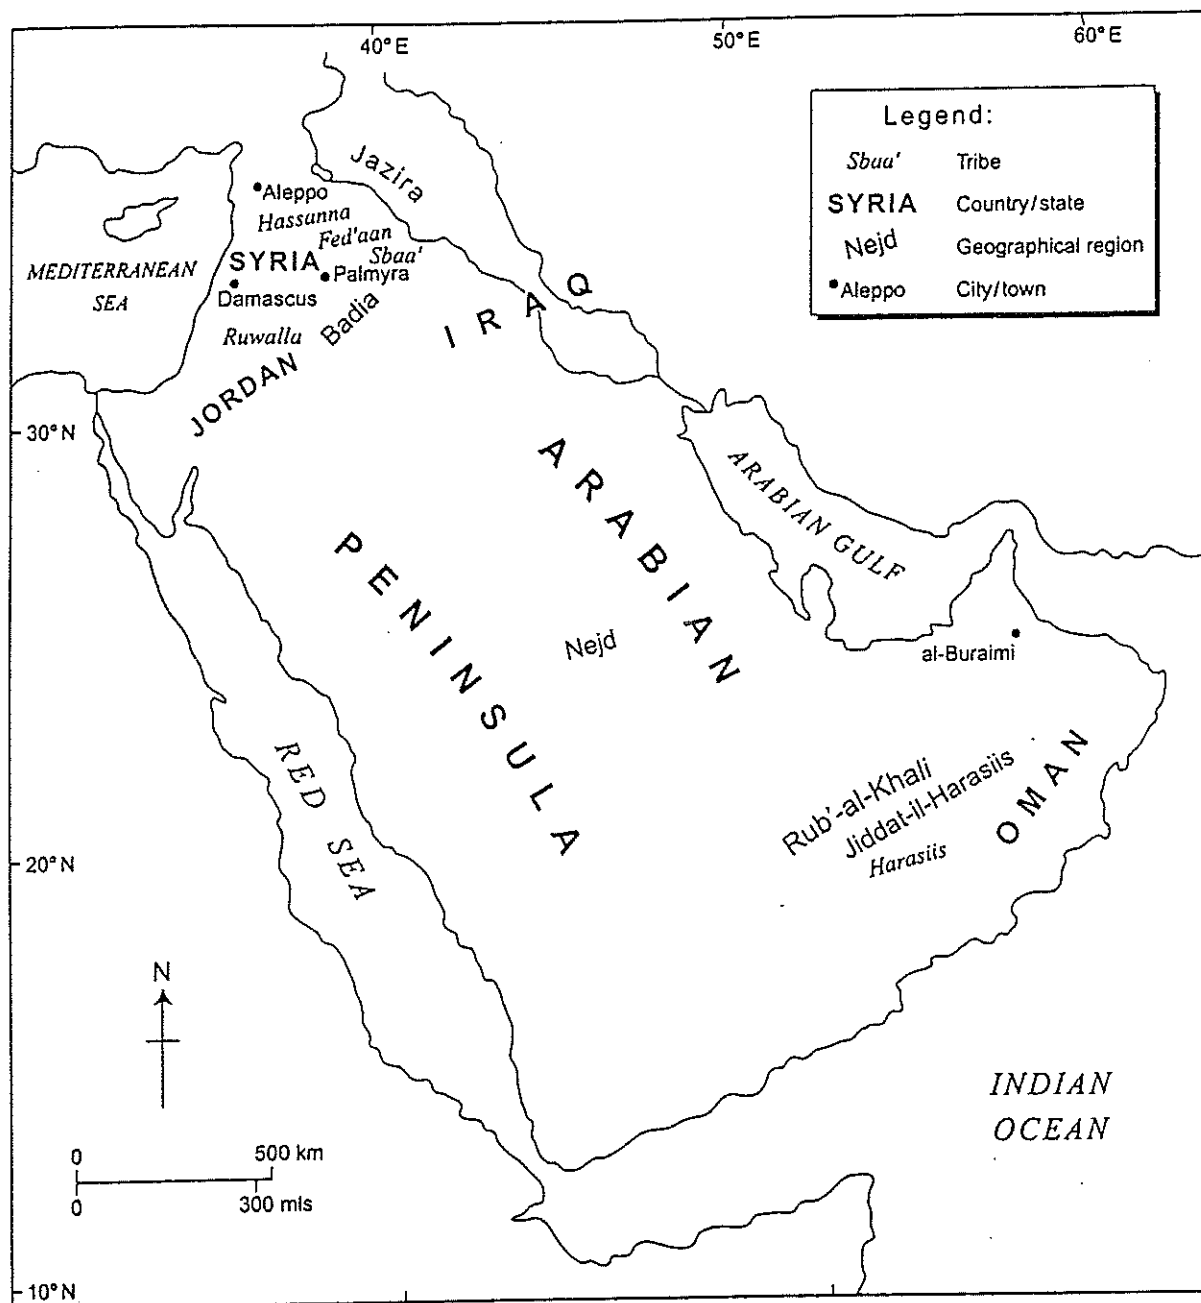 40°E
50°E
60°E
Legend:
Sbaa' Tribe
SYRIA Country/state
Nejd Geographical region
Aleppo City/town
Jazira
Aleppo
Hassunna
Fed'aan
Sbaa'
SYRIA
Palmyra
Damascus
MEDITERRANEAN
SEA
Ruwalla
Badia
IRAQ
JORDAN
30°N
ARABIAN
PENINSULA
ARABIAN GULF
Nejd
al-Buraimi
RED SEA
Rub'-al-Khali
Jiddat-il-Harasiis
Harasiis
OMAN
20°N
N
INDIAN
OCEAN
0 500 km
0 300 mls
10°N